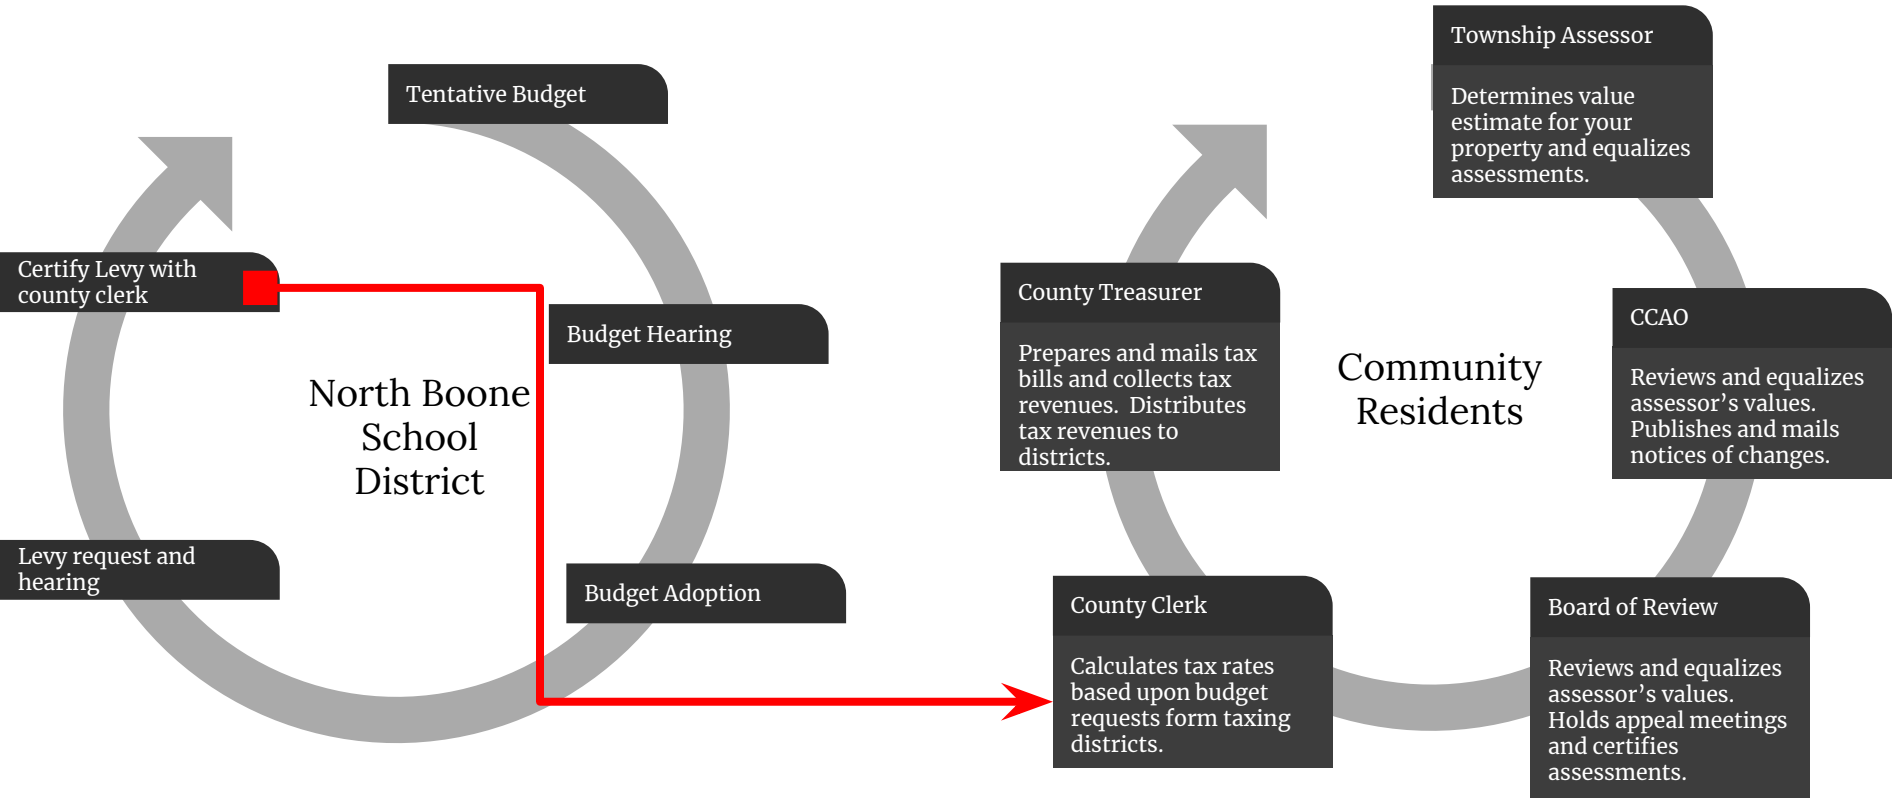 Tentative Budget
Certify Levy with
county clerk
Budget Hearing
North Boone
School
District
Levy request and
hearing
Budget Adoption
Township Assessor
Determines value
estimate for your
property and equalizes
assessments.
County Treasurer
Prepares and mails tax
bills and collects tax
revenues.  Distributes
tax revenues to
districts.
Community
Residents
CCAO
Reviews and equalizes
assessor’s values.
Publishes and mails
notices of changes.
County Clerk
Calculates tax rates
based upon budget
requests form taxing
districts.
Board of Review
Reviews and equalizes
assessor’s values.
Holds appeal meetings
and certifies
assessments.